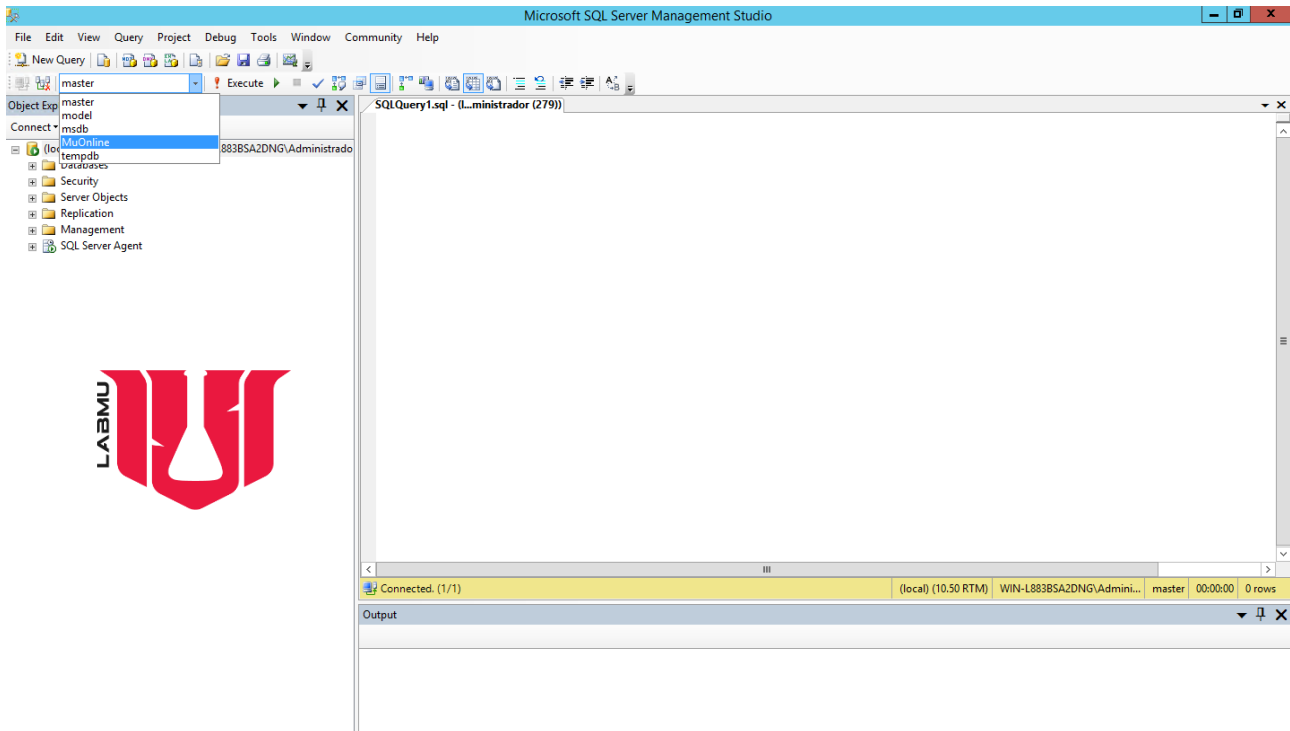 Microsoft SQL Server Management Studio
File Edit View Query Project Debug Tools Window Community Help
New Query
master Execute
Object Exp
master
model
Connect
msdb
MuOnline
tempdb
(loc 883BSA2DNG\Administrado
Databases
Security
Server Objects
Replication
Management
SQL Server Agent
SQLQuery1.sql - (l...ministrador (279))
LABMU
Connected. (1/1) (local) (10.50 RTM) WIN-L883BSA2DNG\Admini... master 00:00:00 0 rows
Output